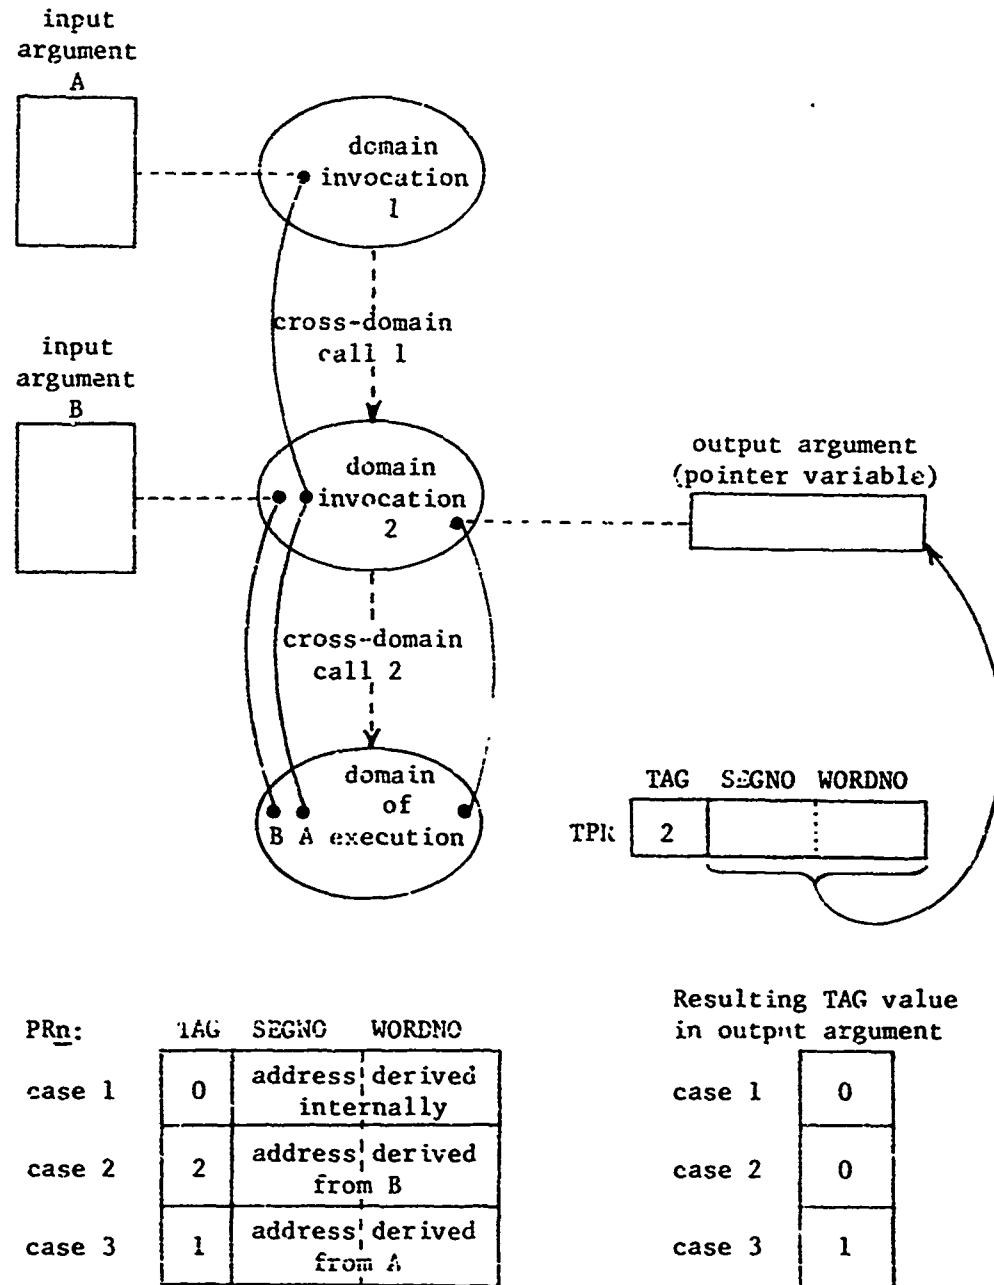 input
argument
A
domain
invocation
1
cross-domain
call 1
input
argument
B
domain
invocation
2
output argument
(pointer variable)
cross-domain
call 2
domain
of
B A execution
TAG SEGNO WORDNO
TPR 2
PRn: TAG SEGNO WORDNO
case 1 0 address derived
internally
case 2 2 address derived
from B
case 3 1 address derived
from A
Resulting TAG value
in output argument
case 1 0
case 2 0
case 3 1